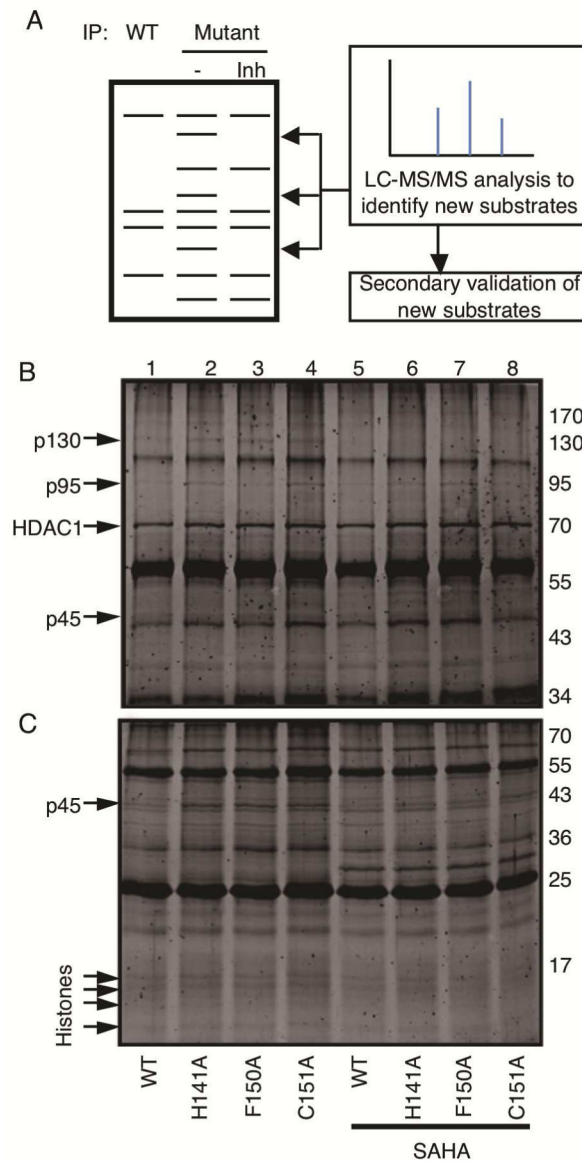 A
IP: WT Mutant
- Inh
LC-MS/MS analysis to
identify new substrates
Secondary validation of
new substrates
B
1 2 3 4 5 6 7 8
p130
p95
HDAC1
p45
170
130
95
70
55
43
34
C
p45
Histones
70
55
43
36
25
17
WT H141A F150A C151A WT H141A F150A C151A
SAHA